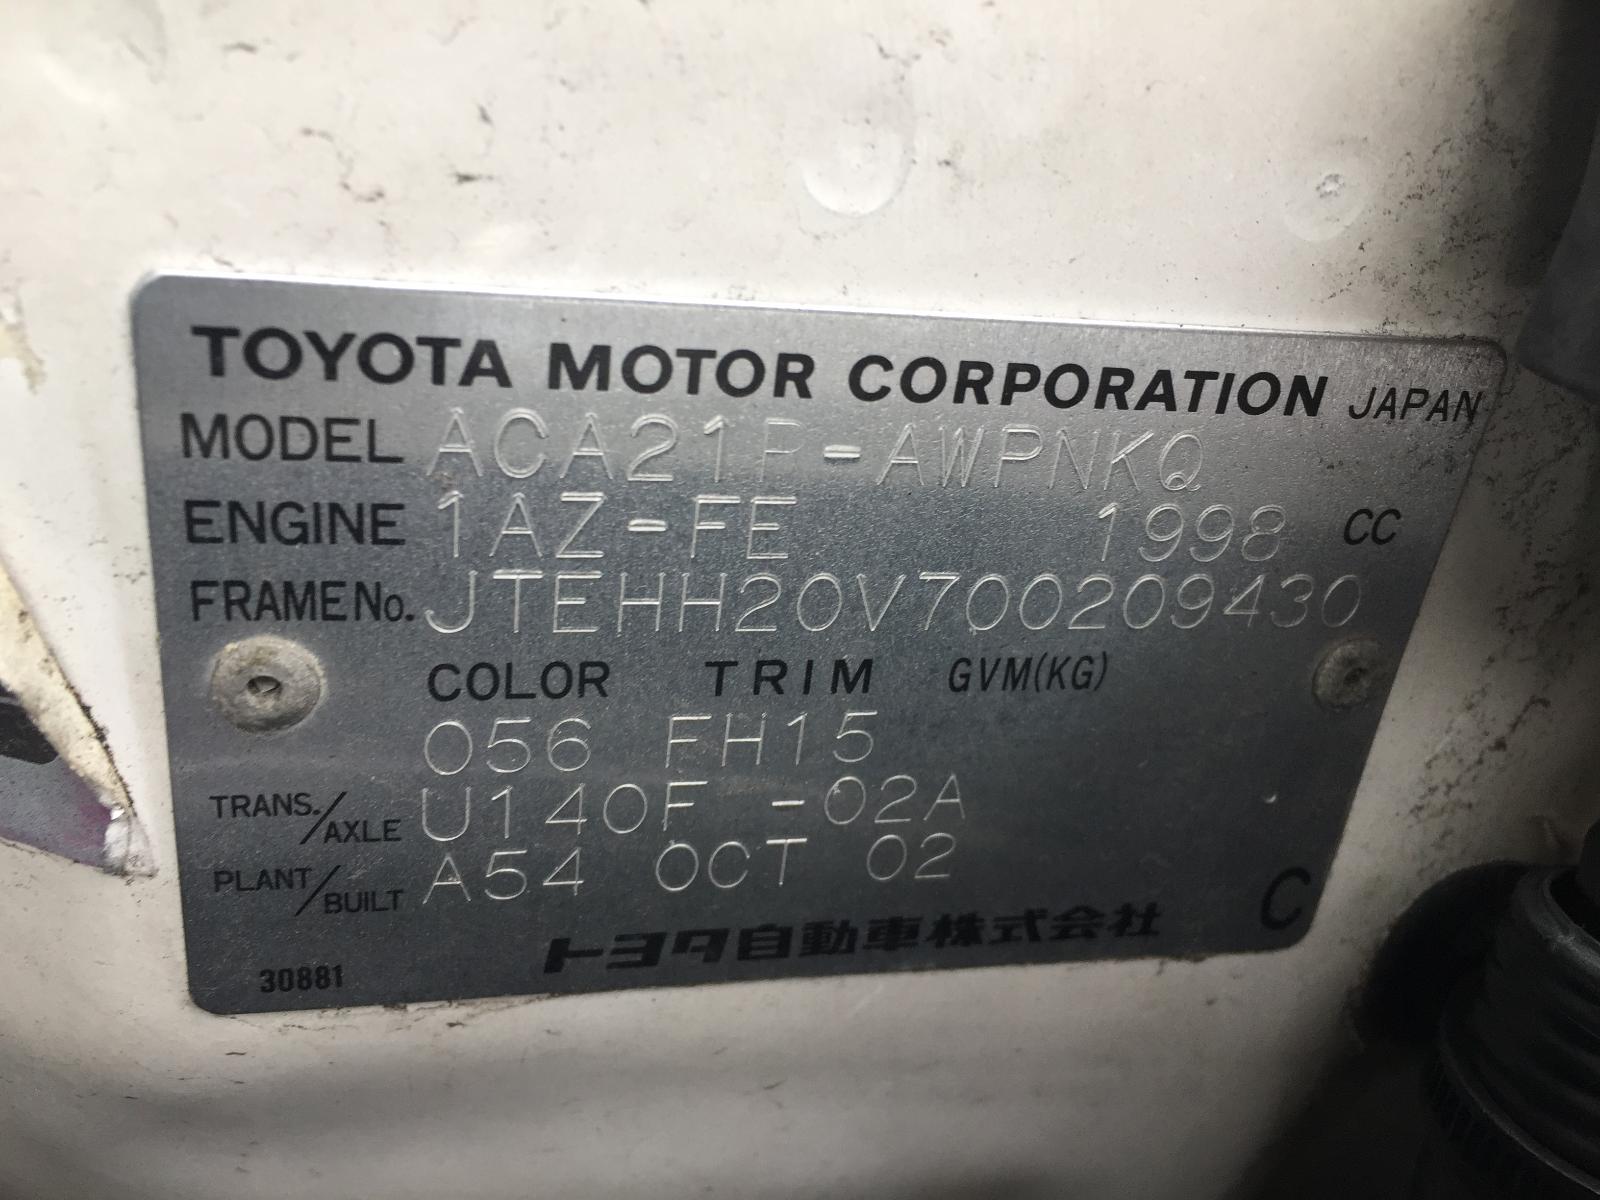 TOYOTA MOTOR CORPORATION JAPAN
MODEL ACA21R-AWPNKQ
ENGINE 1AZ-FE 1998 CC
FRAME No. JTEHH20V700209430
COLOR TRIM GVM(KG)
056 FH15
TRANS./AXLE U140F -02A
PLANT/BUILT A54 OCT 02
トヨタ自動車株式会社 C
30881